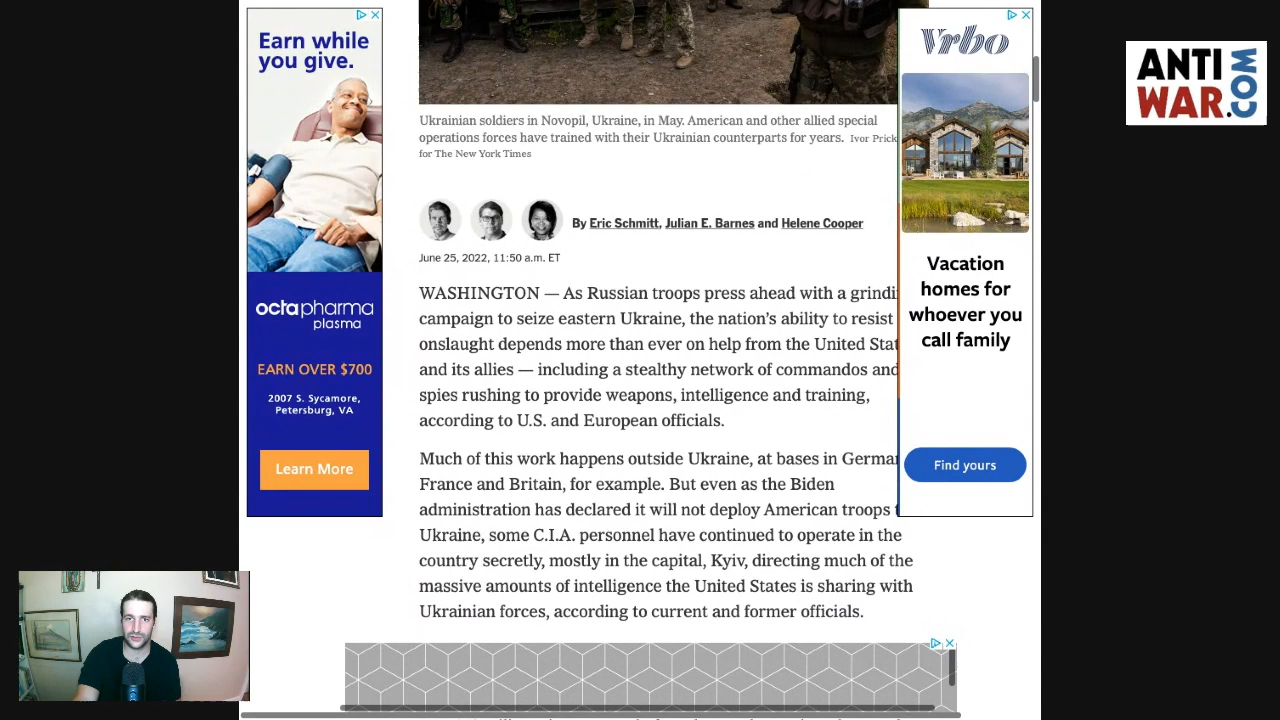 Earn while
you give.
octapharma
plasma
EARN OVER $700
2007 S. Sycamore,
Petersburg, VA
Learn More
Ukrainian soldiers in Novopil, Ukraine, in May. American and other allied special
operations forces have trained with their Ukrainian counterparts for years. Ivor Prick
for The New York Times
By Eric Schmitt, Julian E. Barnes and Helene Cooper
June 25, 2022, 11:50 a.m. ET
WASHINGTON — As Russian troops press ahead with a grindi
campaign to seize eastern Ukraine, the nation's ability to resist
onslaught depends more than ever on help from the United Stat
and its allies — including a stealthy network of commandos and
spies rushing to provide weapons, intelligence and training,
according to U.S. and European officials.
Much of this work happens outside Ukraine, at bases in German
France and Britain, for example. But even as the Biden
administration has declared it will not deploy American troops t
Ukraine, some C.I.A. personnel have continued to operate in the
country secretly, mostly in the capital, Kyiv, directing much of the
massive amounts of intelligence the United States is sharing with
Ukrainian forces, according to current and former officials.
Vrbo
Vacation
homes for
whoever you
call family
Find yours
ANTI
WAR.COM